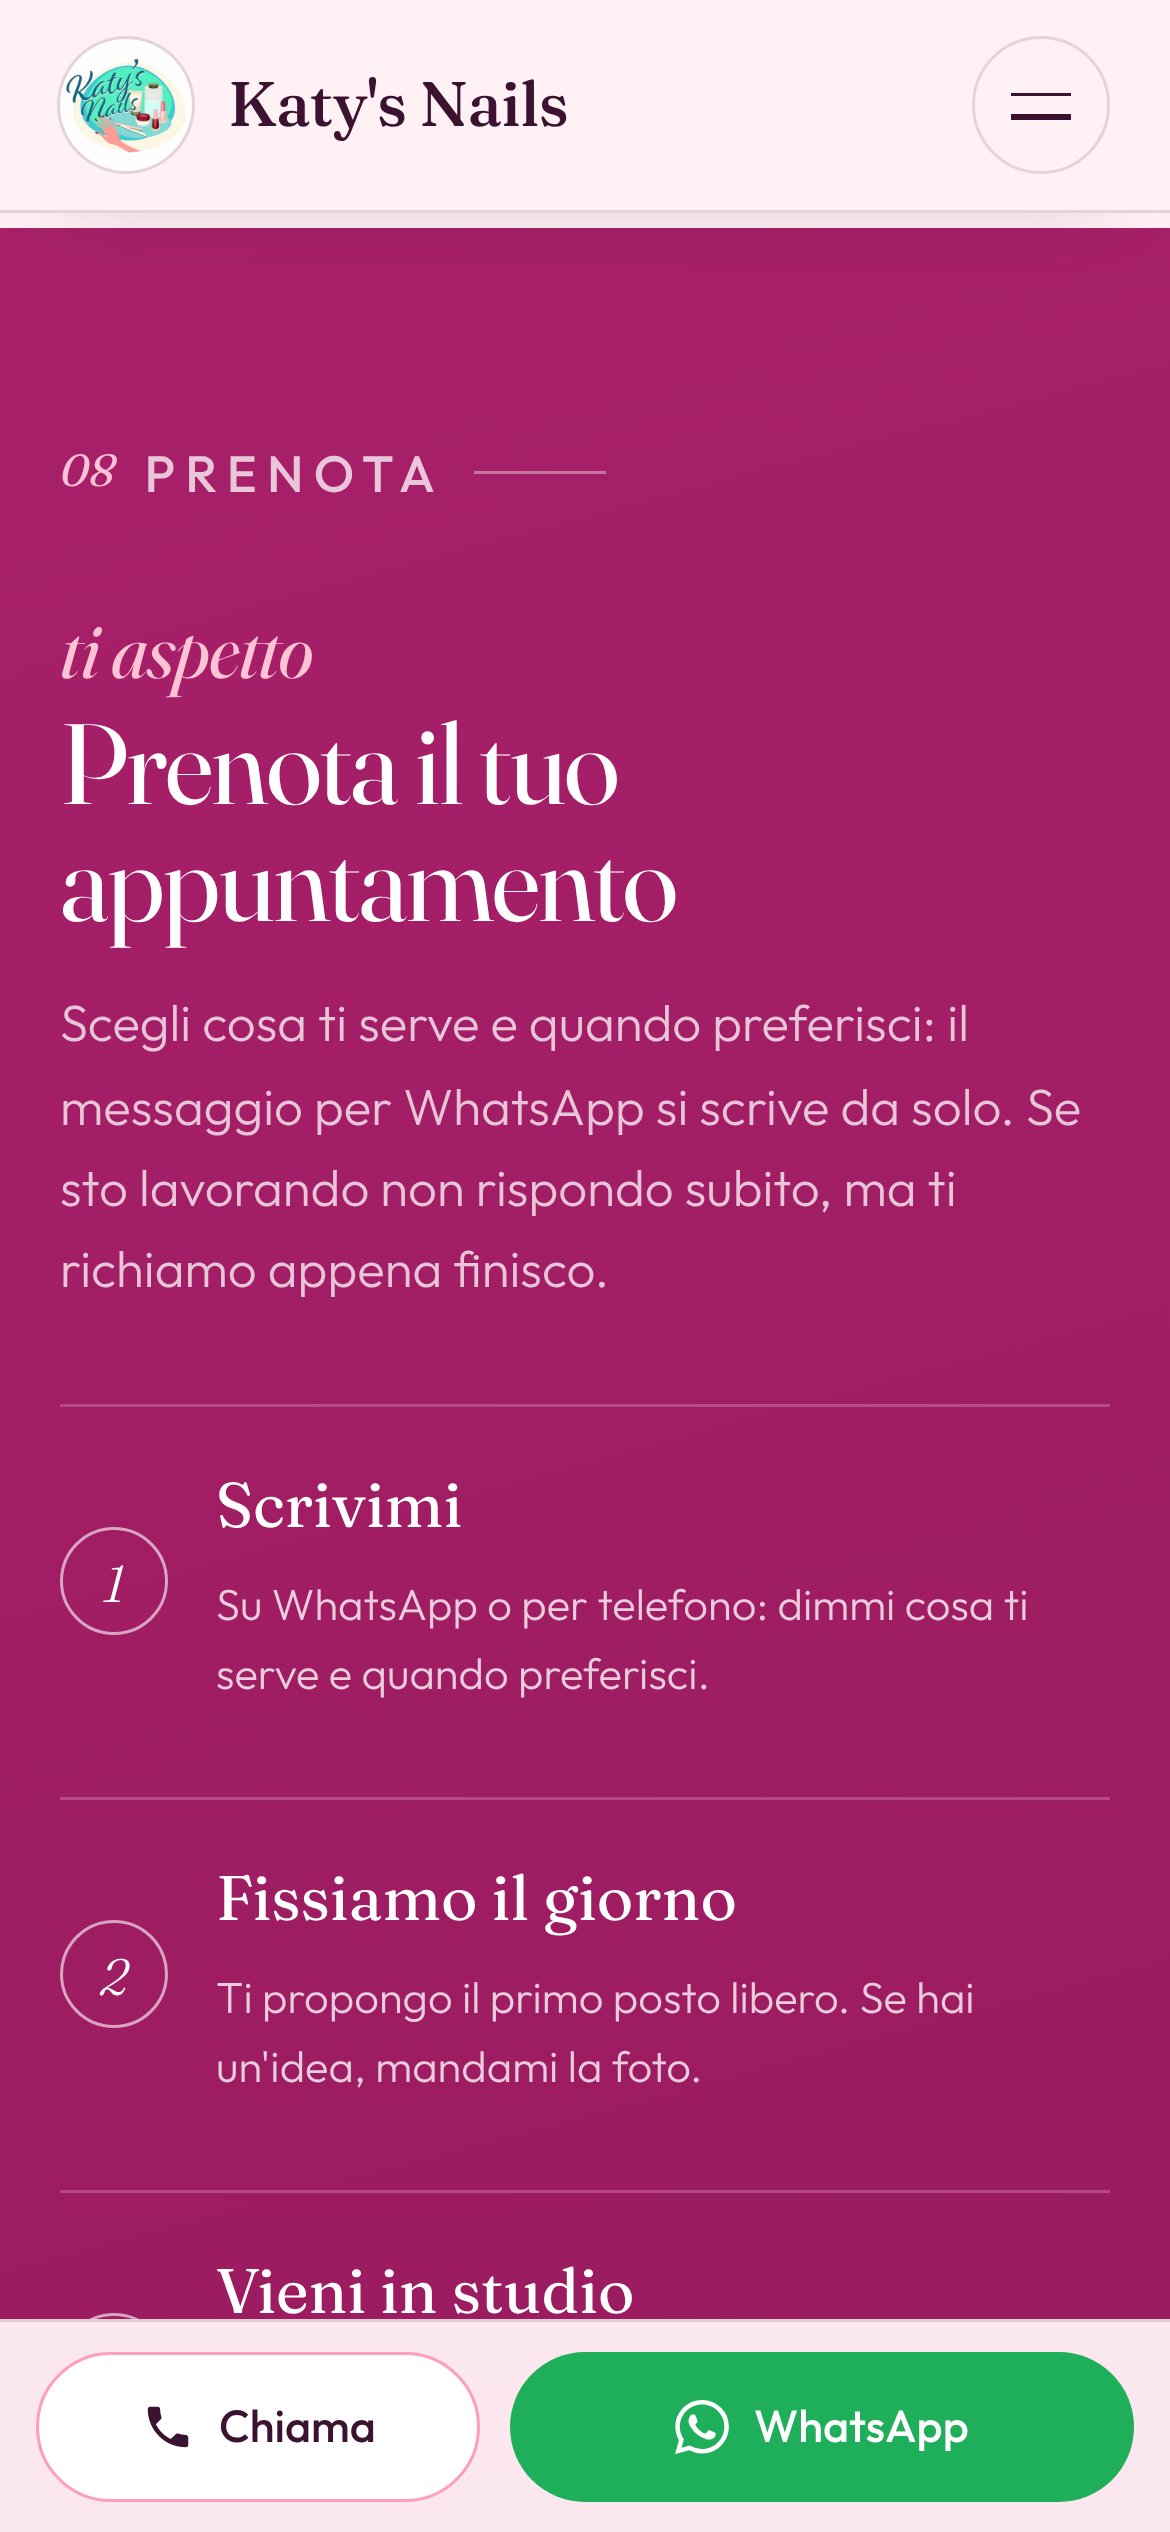 Katy's
Nails
Katy's Nails
08 PRENOTA
ti aspetto
Prenota il tuo
appuntamento
Scegli cosa ti serve e quando preferisci: il
messaggio per WhatsApp si scrive da solo. Se
sto lavorando non rispondo subito, ma ti
richiamo appena finisco.
Scrivimi
1
Su WhatsApp o per telefono: dimmi cosa ti
serve e quando preferisci.
Fissiamo il giorno
2
Ti propongo il primo posto libero. Se hai
un'idea, mandami la foto.
Vieni in studio
Chiama
WhatsApp